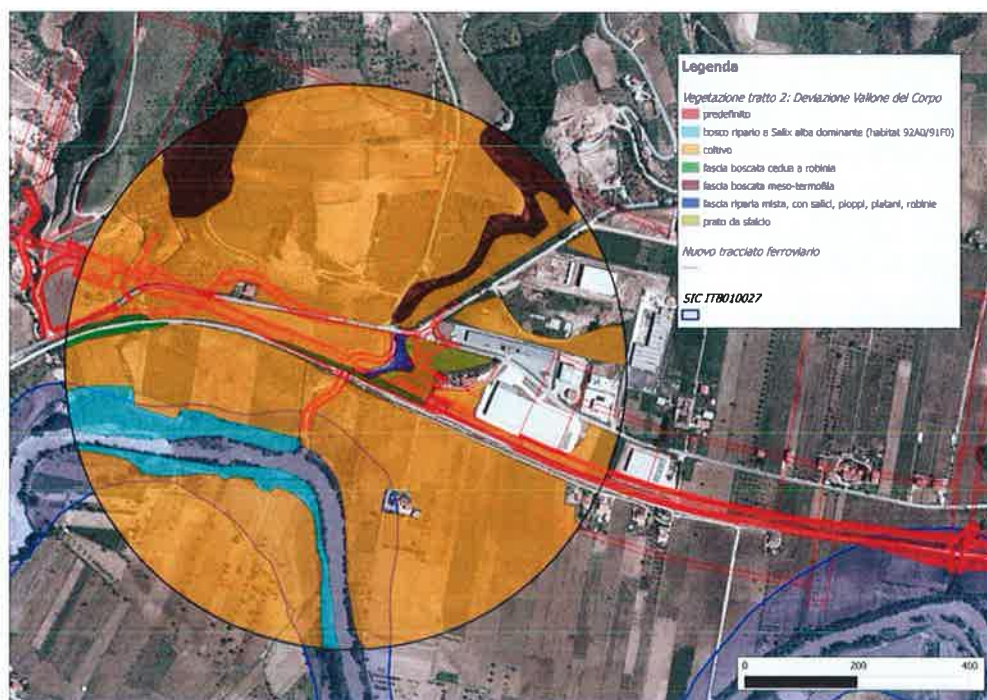 Legenda
Vegetazione tratto 2: Deviazione Vallone del Corpo
predefinito
bosco ripario a Salix alba dominante (habitat 92A0/91F0)
coltivo
fascia boscata cedua a robinia
fascia boscata meso-termofila
fascia riparia mista, con salici, pioppi, platani, robinie
prato da sfalcio
Nuovo tracciato ferroviario
SIC IT8010027
0 200 400